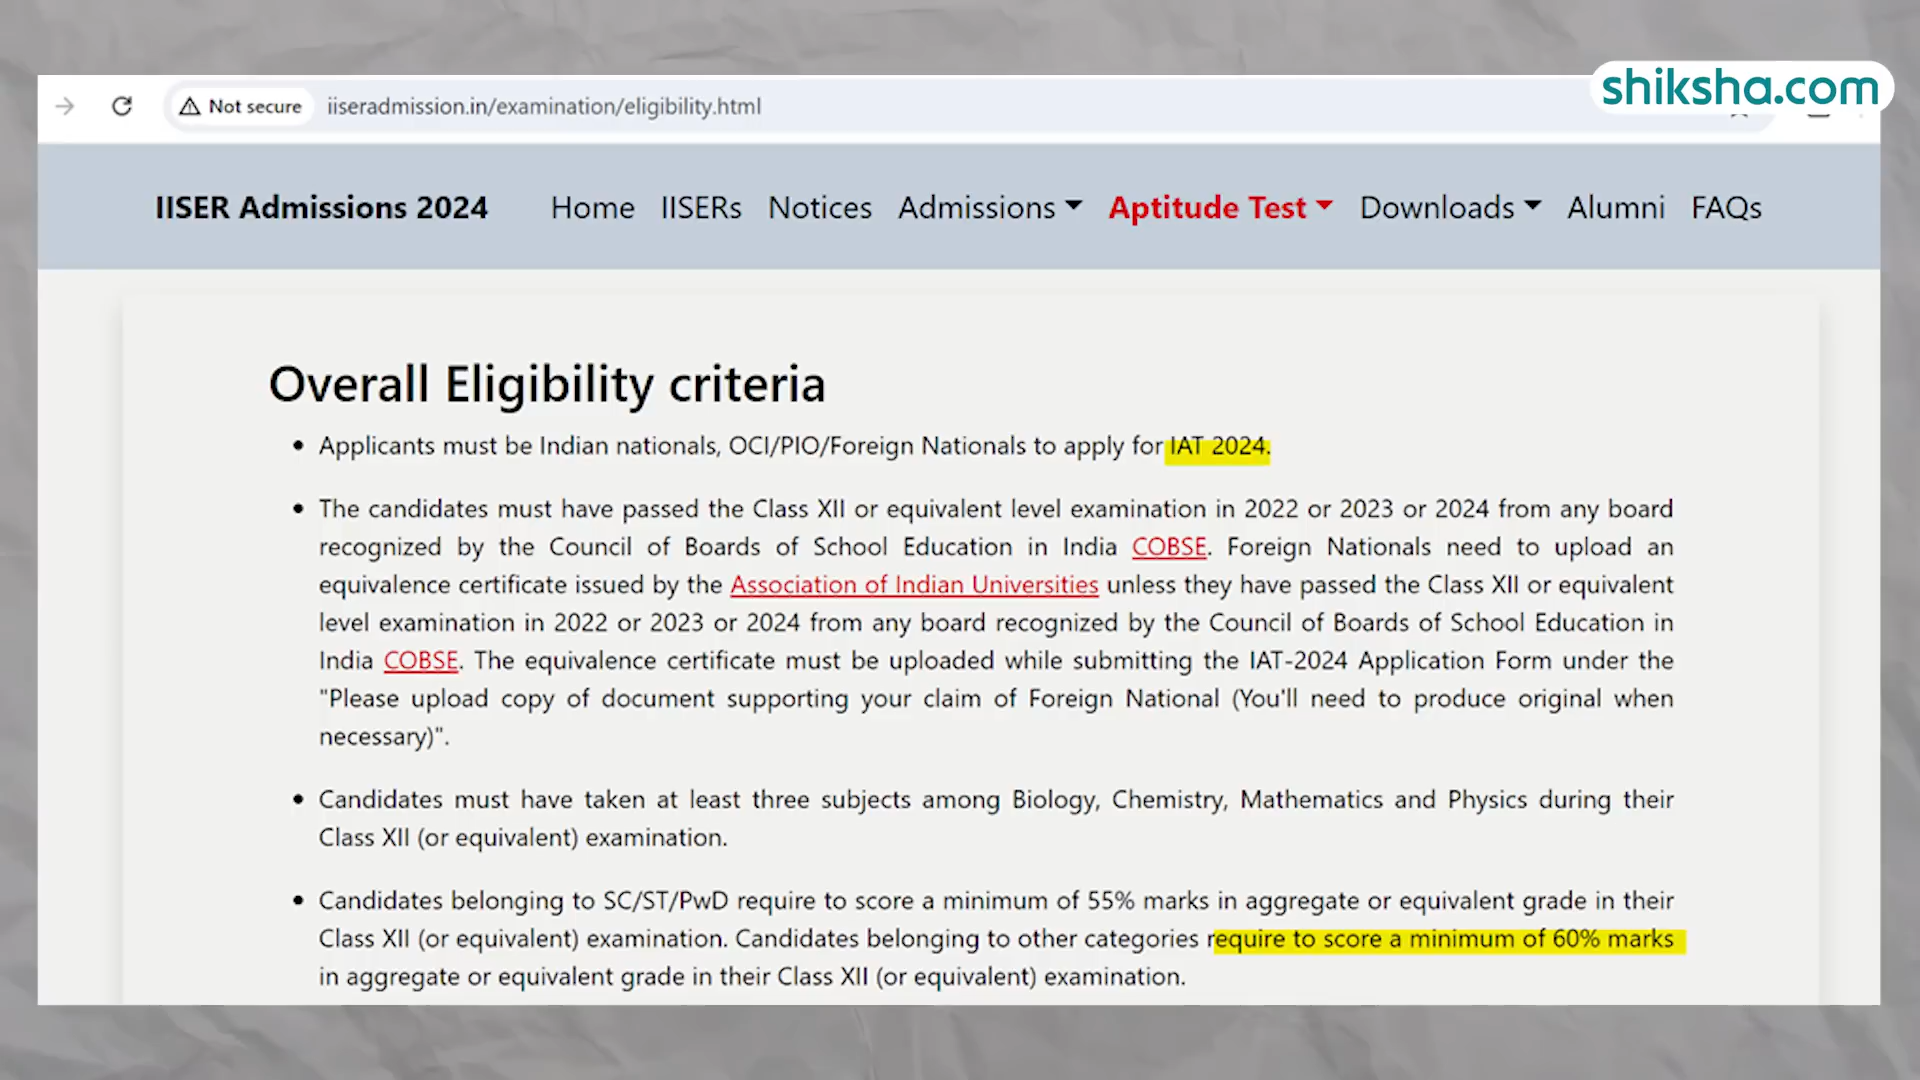 shiksha.com
Not secure iiseradmission.in/examination/eligibility.html
IISER Admissions 2024 Home IISERs Notices Admissions Aptitude Test Downloads Alumni FAQs
Overall Eligibility criteria
• Applicants must be Indian nationals, OCI/PIO/Foreign Nationals to apply for IAT 2024.
• The candidates must have passed the Class XII or equivalent level examination in 2022 or 2023 or 2024 from any board
recognized by the Council of Boards of School Education in India COBSE. Foreign Nationals need to upload an
equivalence certificate issued by the Association of Indian Universities unless they have passed the Class XII or equivalent
level examination in 2022 or 2023 or 2024 from any board recognized by the Council of Boards of School Education in
India COBSE. The equivalence certificate must be uploaded while submitting the IAT-2024 Application Form under the
"Please upload copy of document supporting your claim of Foreign National (You'll need to produce original when
necessary)".
• Candidates must have taken at least three subjects among Biology, Chemistry, Mathematics and Physics during their
Class XII (or equivalent) examination.
• Candidates belonging to SC/ST/PwD require to score a minimum of 55% marks in aggregate or equivalent grade in their
Class XII (or equivalent) examination. Candidates belonging to other categories require to score a minimum of 60% marks
in aggregate or equivalent grade in their Class XII (or equivalent) examination.